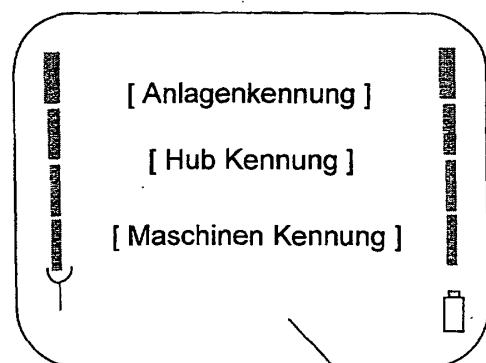 [ Anlagenkennung ]
[ Hub Kennung ]
[ Maschinen Kennung ]